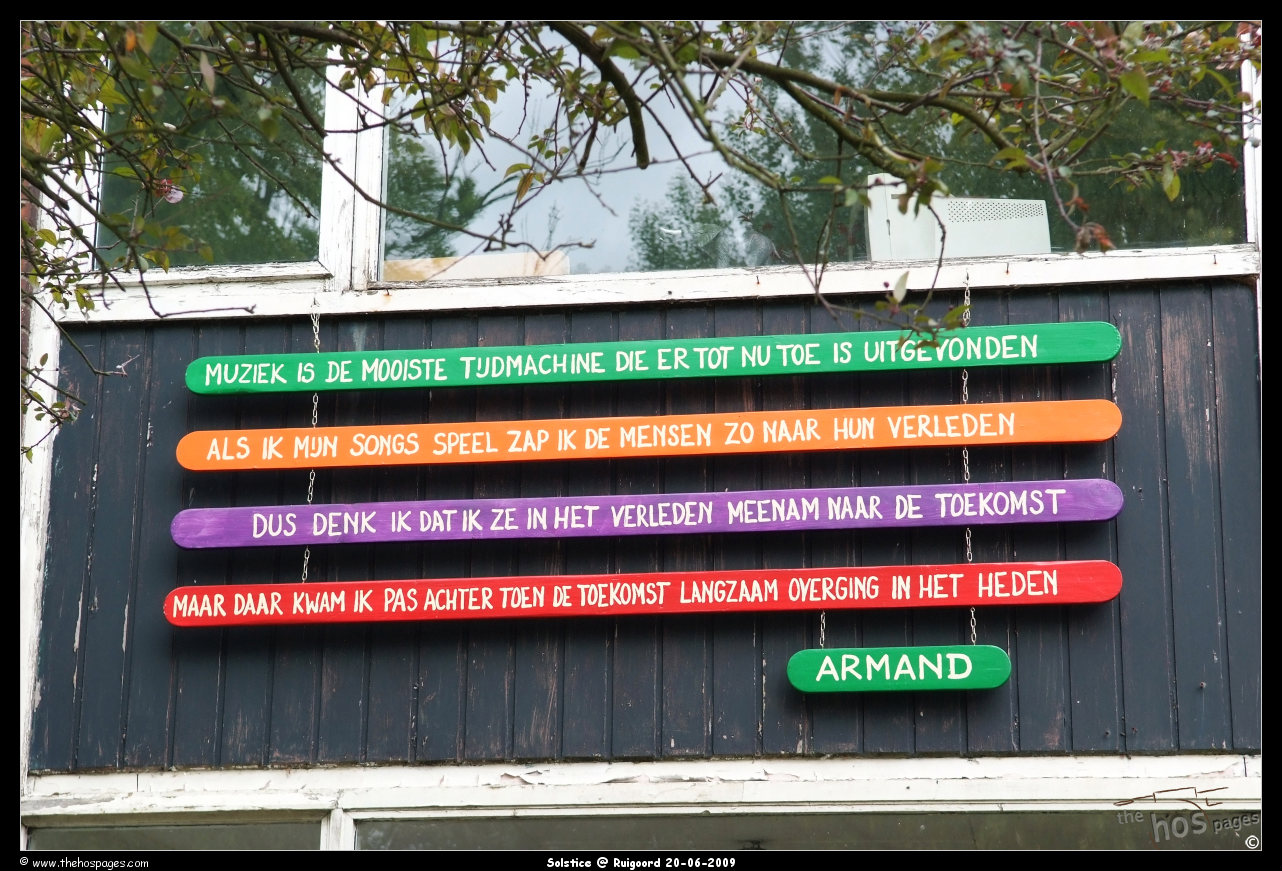 MUZIEK IS DE MOOISTE TIJDMACHINE DIE ER TOT NU TOE IS UITGEVONDEN
ALS IK MIJN SONGS SPEEL ZAP IK DE MENSEN ZO NAAR HUN VERLEDEN
DUS DENK IK DAT IK ZE IN HET VERLEDEN MEENAM NAAR DE TOEKOMST
MAAR DAAR KWAM IK PAS ACHTER TOEN DE TOEKOMST LANGZAAM OVERGING IN HET HEDEN
ARMAND
the hos pages
©
© www.thehospages.com
Solstice @ Ruigoord 20-06-2009